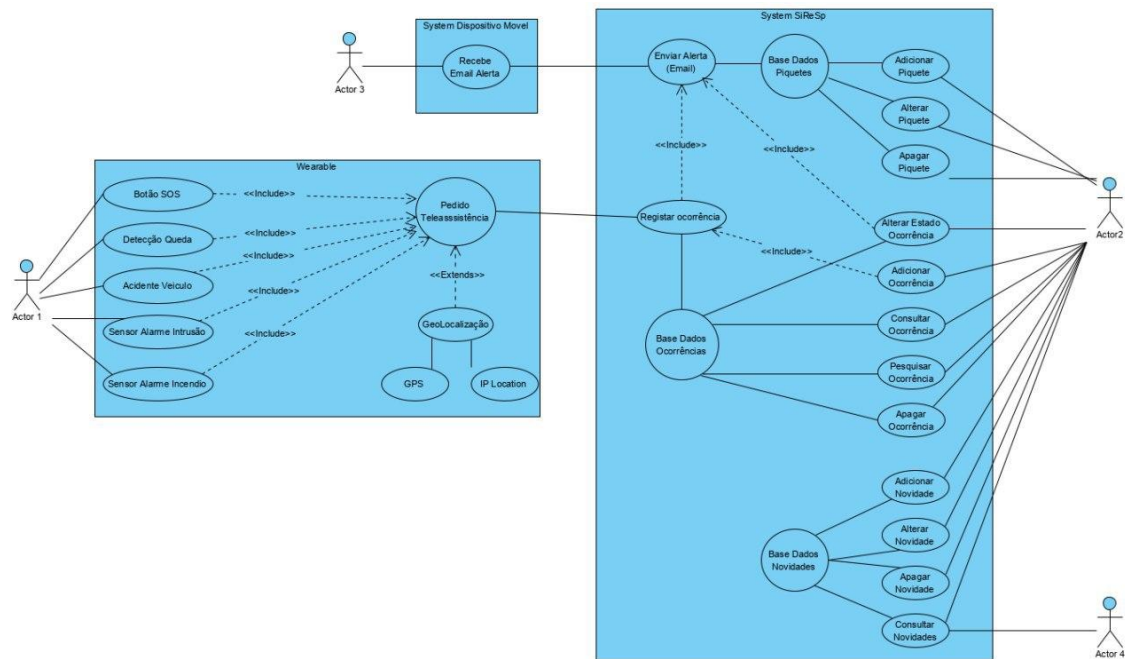 System Dispositivo Movel
Recebe
Email Alerta
Actor 3
System SiReSp
Enviar Alerta
(Email)
Base Dados
Piquetes
Adicionar
Piquete
Alterar
Piquete
Apagar
Piquete
<<Include>>
<<Include>>
Wearable
Botão SOS
<<Include>>
Pedido
Teleasssistência
Detecção Queda
<<Include>>
Acidente Veiculo
<<Include>>
Sensor Alarme Intrusão
<<Include>>
Sensor Alarme Incendio
<<Include>>
<<Extends>>
GeoLocalização
GPS
IP Location
Actor 1
Registar ocorrência
<<Include>>
Alterar Estado
Ocorrência
Adicionar
Ocorrência
Base Dados
Ocorrências
Consultar
Ocorrência
Pesquisar
Ocorrência
Apagar
Ocorrência
Actor2
Adicionar
Novidade
Base Dados
Novidades
Alterar
Novidade
Apagar
Novidade
Consultar
Novidades
Actor 4